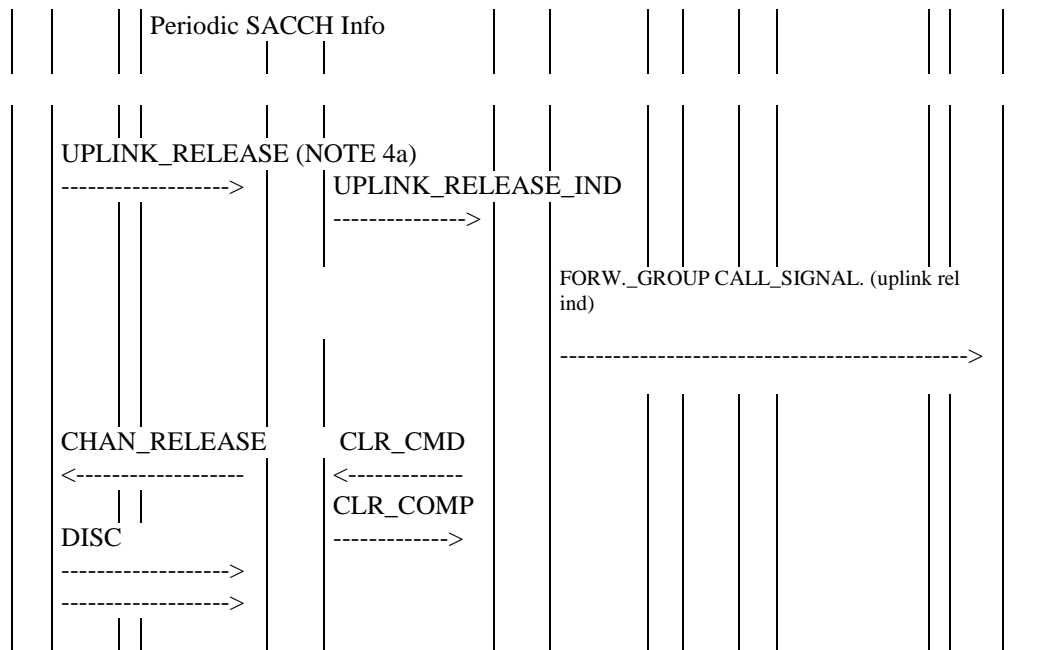 Periodic SACCH Info
UPLINK_RELEASE (NOTE 4a)
-------------------> UPLINK_RELEASE_IND
--------------->
FORW._GROUP CALL_SIGNAL. (uplink rel
ind)
---------------------------------------------->
CHAN_RELEASE CLR_CMD
<------------------- <-------------
CLR_COMP
DISC ------------->
------------------->
------------------->